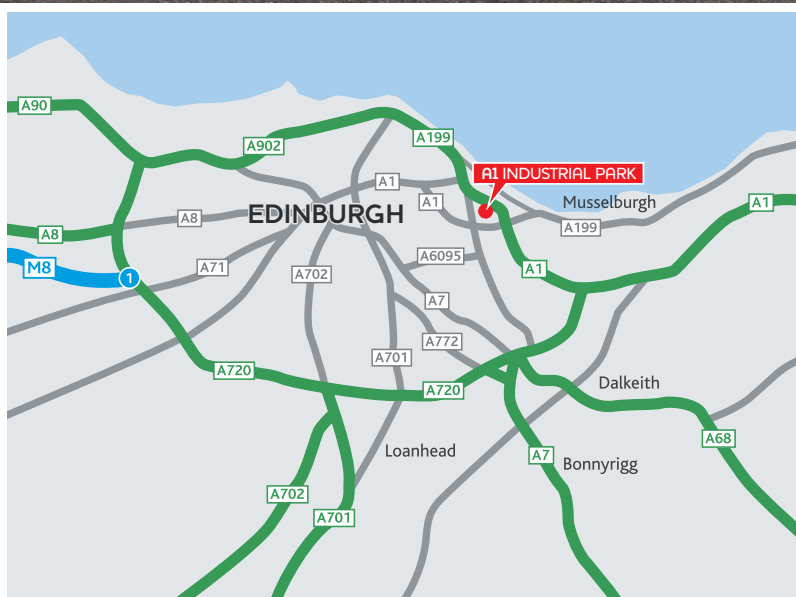 A90
A902
A199
A1 INDUSTRIAL PARK
A1
A1
Musselburgh
A1
A8
EDINBURGH
A199
A8
M8
1
A71
A702
A6095
A1
A7
A772
A701
A720
A720
Dalkeith
A68
Loanhead
A7
Bonnyrigg
A702
A701